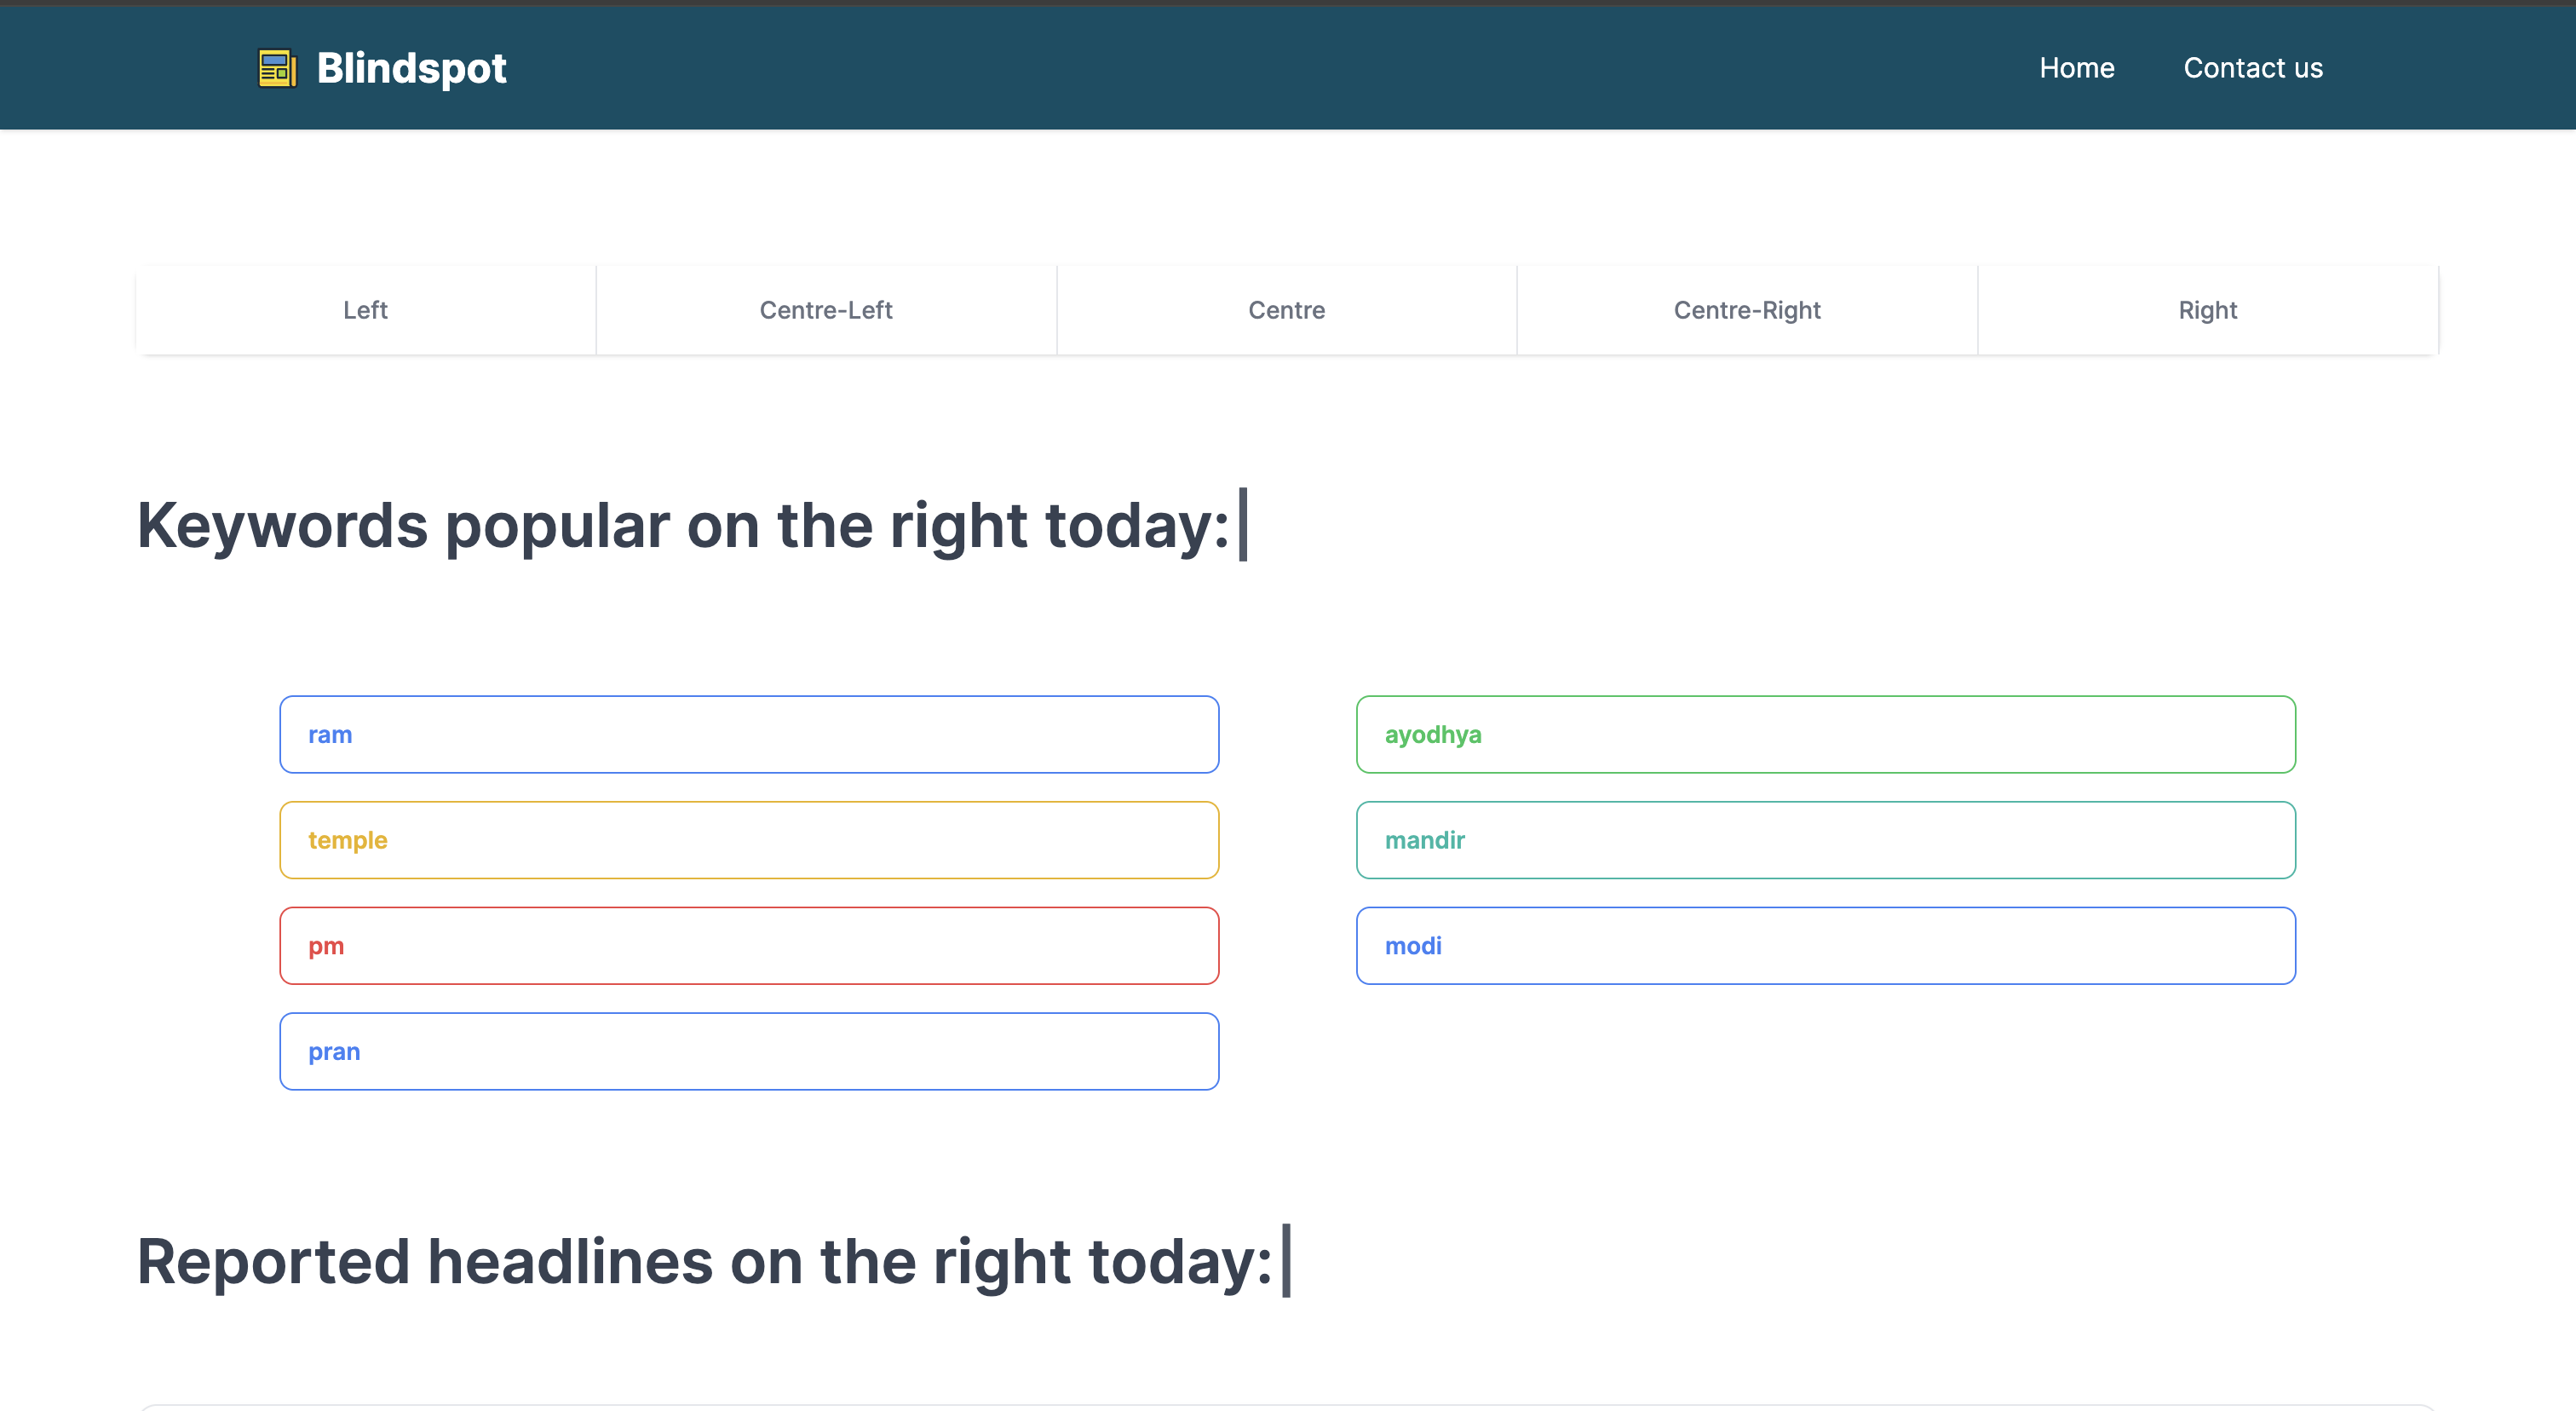 Blindspot Home Contact us
Left Centre-Left Centre Centre-Right Right
Keywords popular on the right today:
ram ayodhya
temple mandir
pm modi
pran
Reported headlines on the right today: